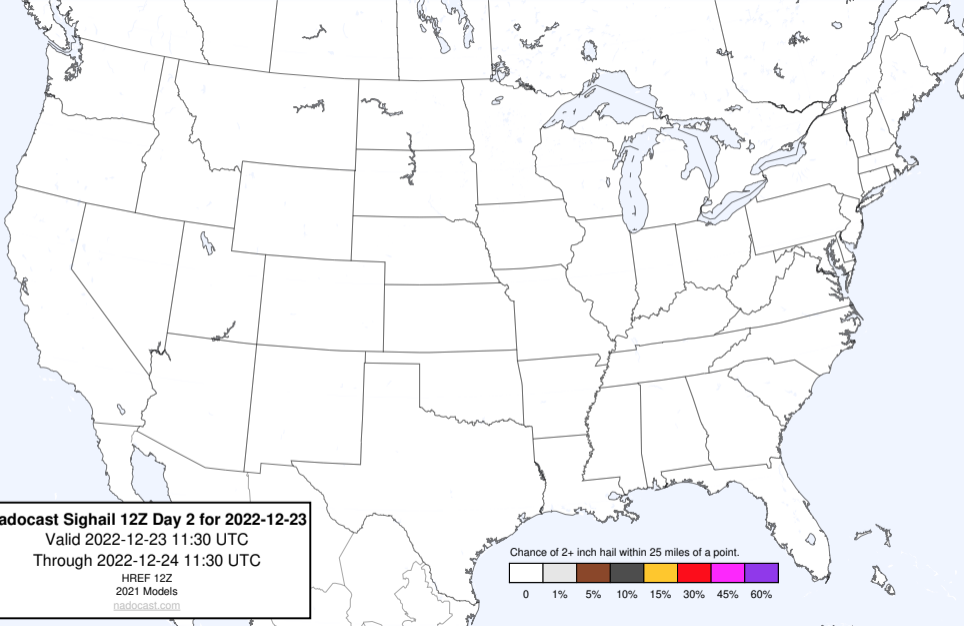 adocast Sighail 12Z Day 2 for 2022-12-23
Valid 2022-12-23 11:30 UTC
Through 2022-12-24 11:30 UTC
HREF 12Z
2021 Models
nadocast.com
Chance of 2+ inch hail within 25 miles of a point.
0 1% 5% 10% 15% 30% 45% 60%